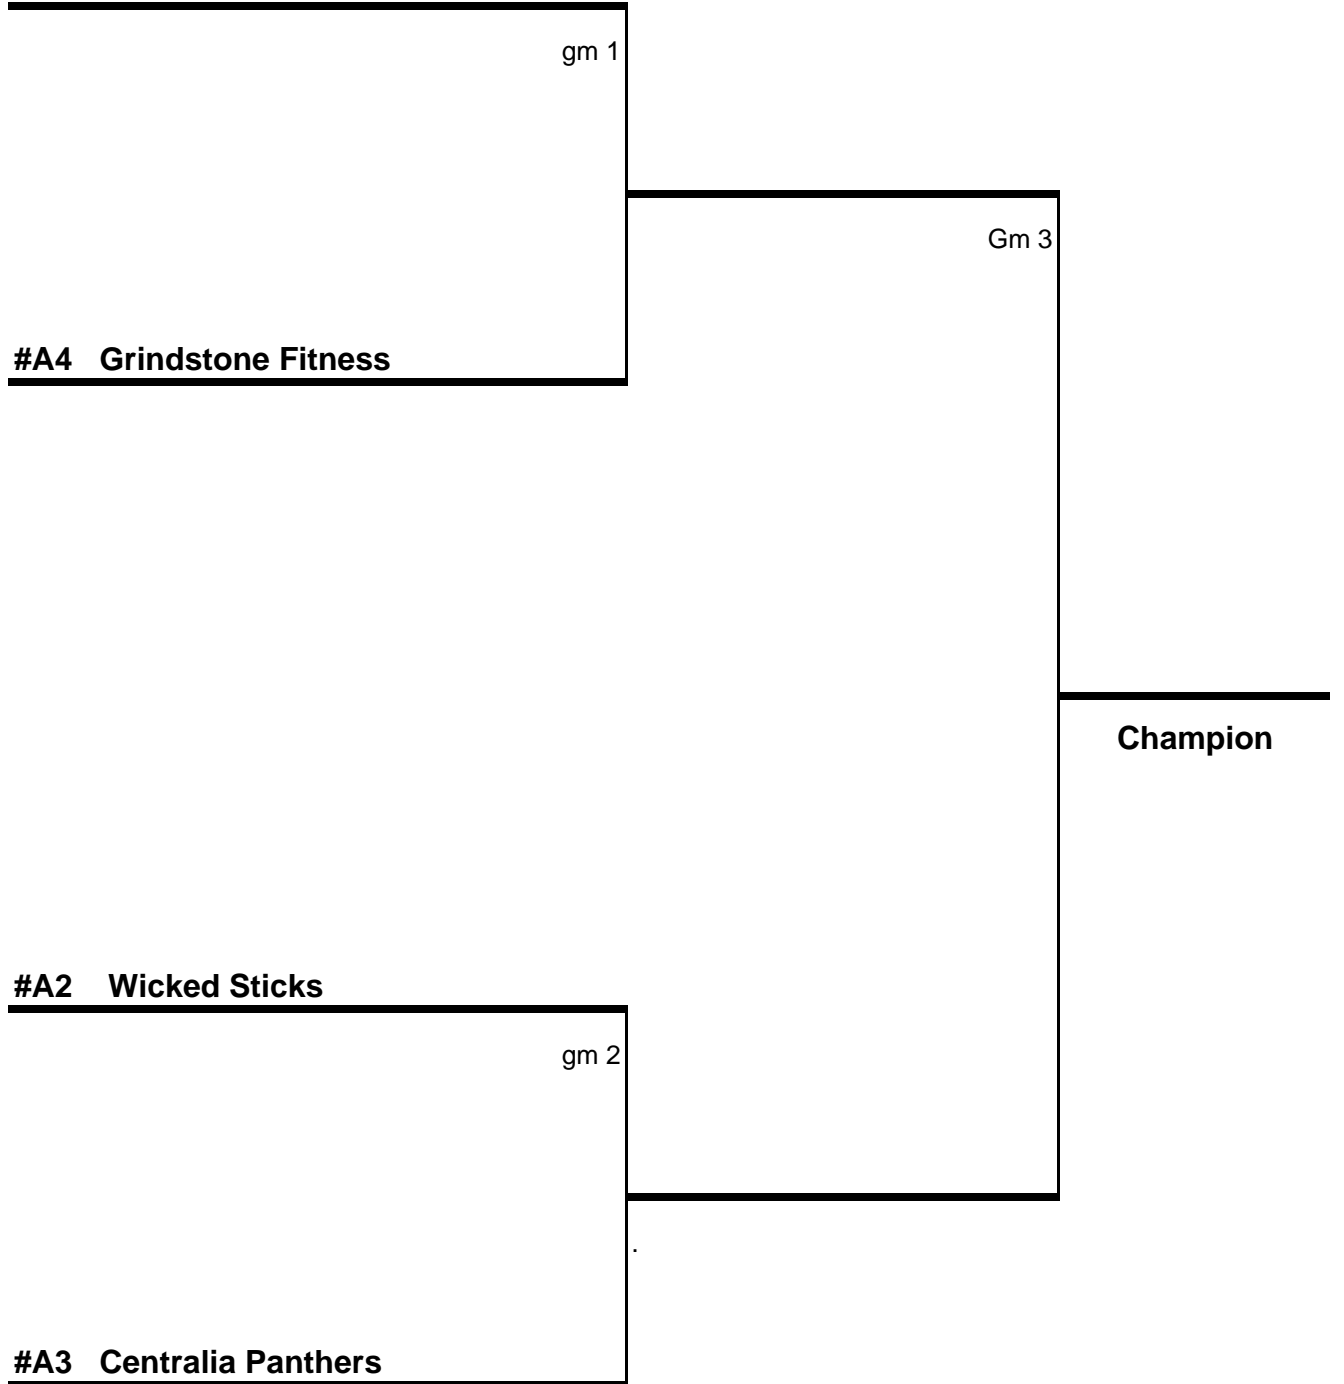 gm 1
Gm 3
#A4 Grindstone Fitness
Champion
#A2 Wicked Sticks
gm 2
.
#A3 Centralia Panthers